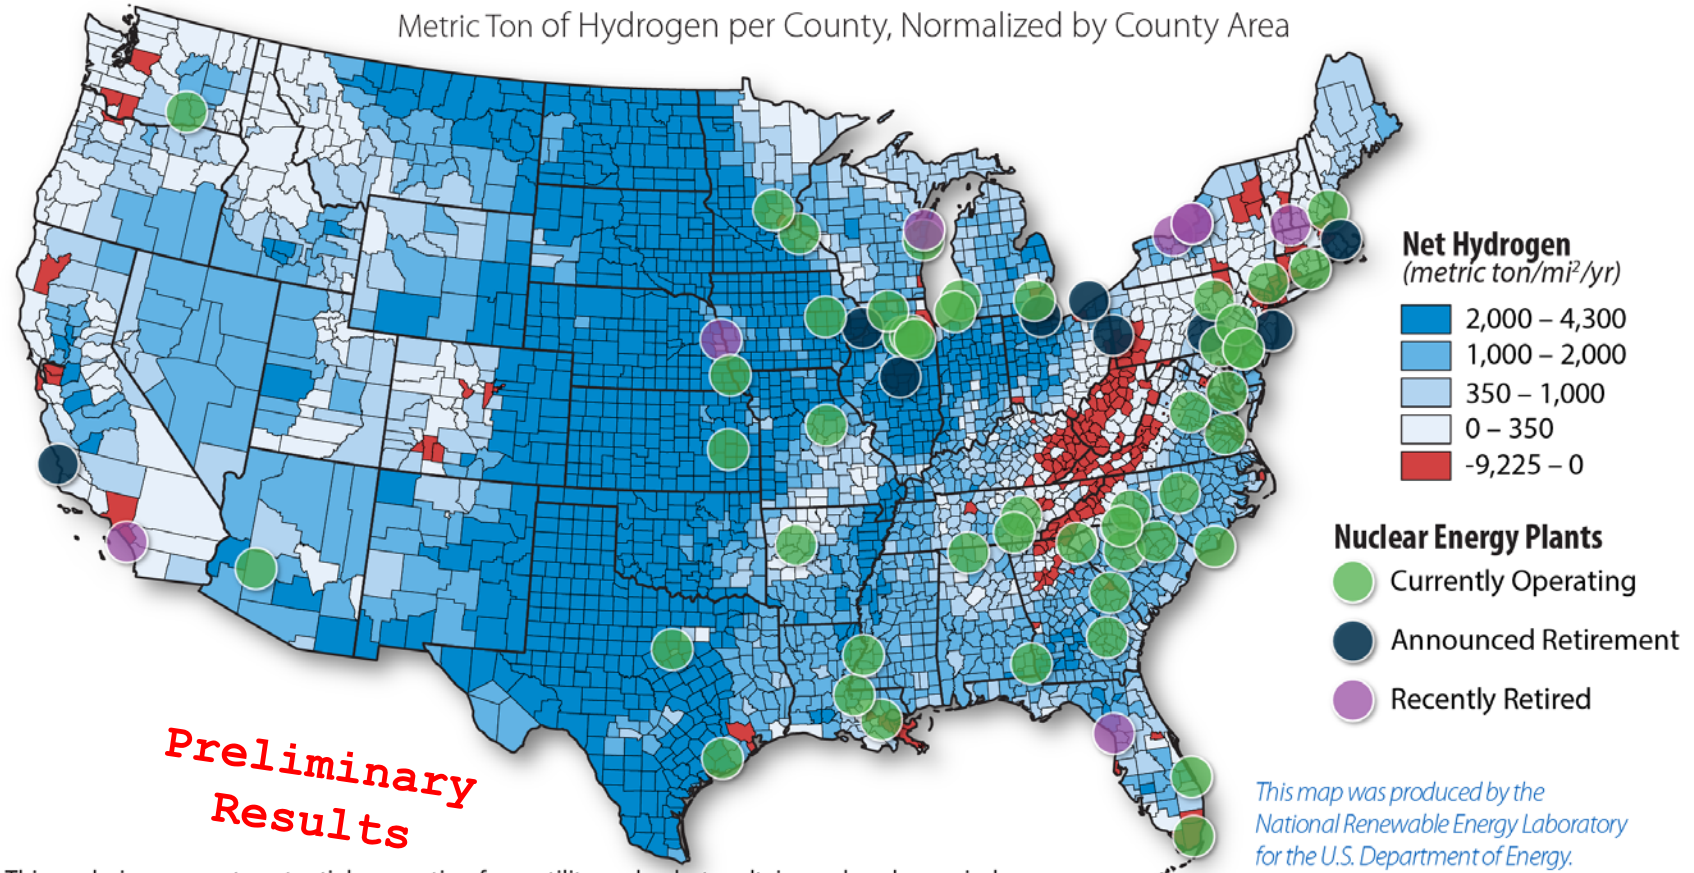 Metric Ton of Hydrogen per County, Normalized by County Area
Net Hydrogen
(metric ton/mi²/yr)
2,000 – 4,300
1,000 – 2,000
350 – 1,000
0 – 350
-9,225 – 0
Nuclear Energy Plants
Currently Operating
Announced Retirement
Recently Retired
Preliminary
Results
This map was produced by the
National Renewable Energy Laboratory
for the U.S. Department of Energy.